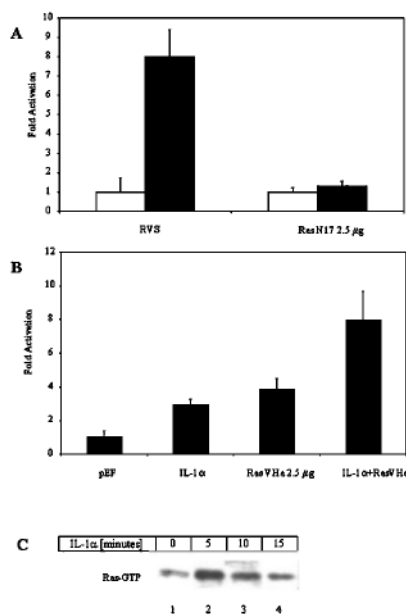 A
10
9
8
7
6
5
4
3
2
1
0
Fold Activation
RVS
RasN17 2.5 µg
B
12
10
8
6
4
2
0
Fold Activation
pEF
IL-1α
RasVHa 2.5 µg
IL-1α+RasVHa
C
IL-1α [minutes] 0 5 10 15
Ras-GTP
1 2 3 4